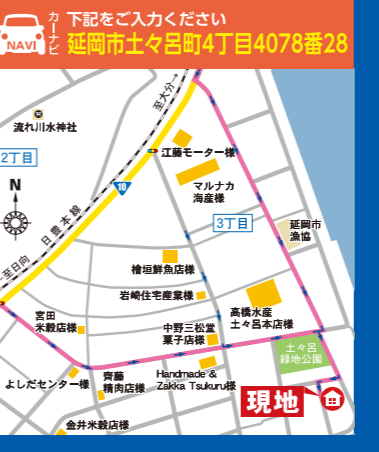 NAVI
カーナビ
下記をご入力ください
延岡市土々呂町4丁目4078番28
至大分→
流れ川水神社
2丁目
江藤モーター様
マルナカ
海産様
10
N
日豊本線
3丁目
延岡市
漁協
至日向
檜垣鮮魚店様
岩崎住宅産業様
宮田
米穀店様
高橋水産
土々呂本店様
中野三松堂
菓子店様
土々呂
緑地公園
よしだセンター様
齊藤
精肉店様
Handmade &
Zakka Tsukuru様
現地
金井米穀店様